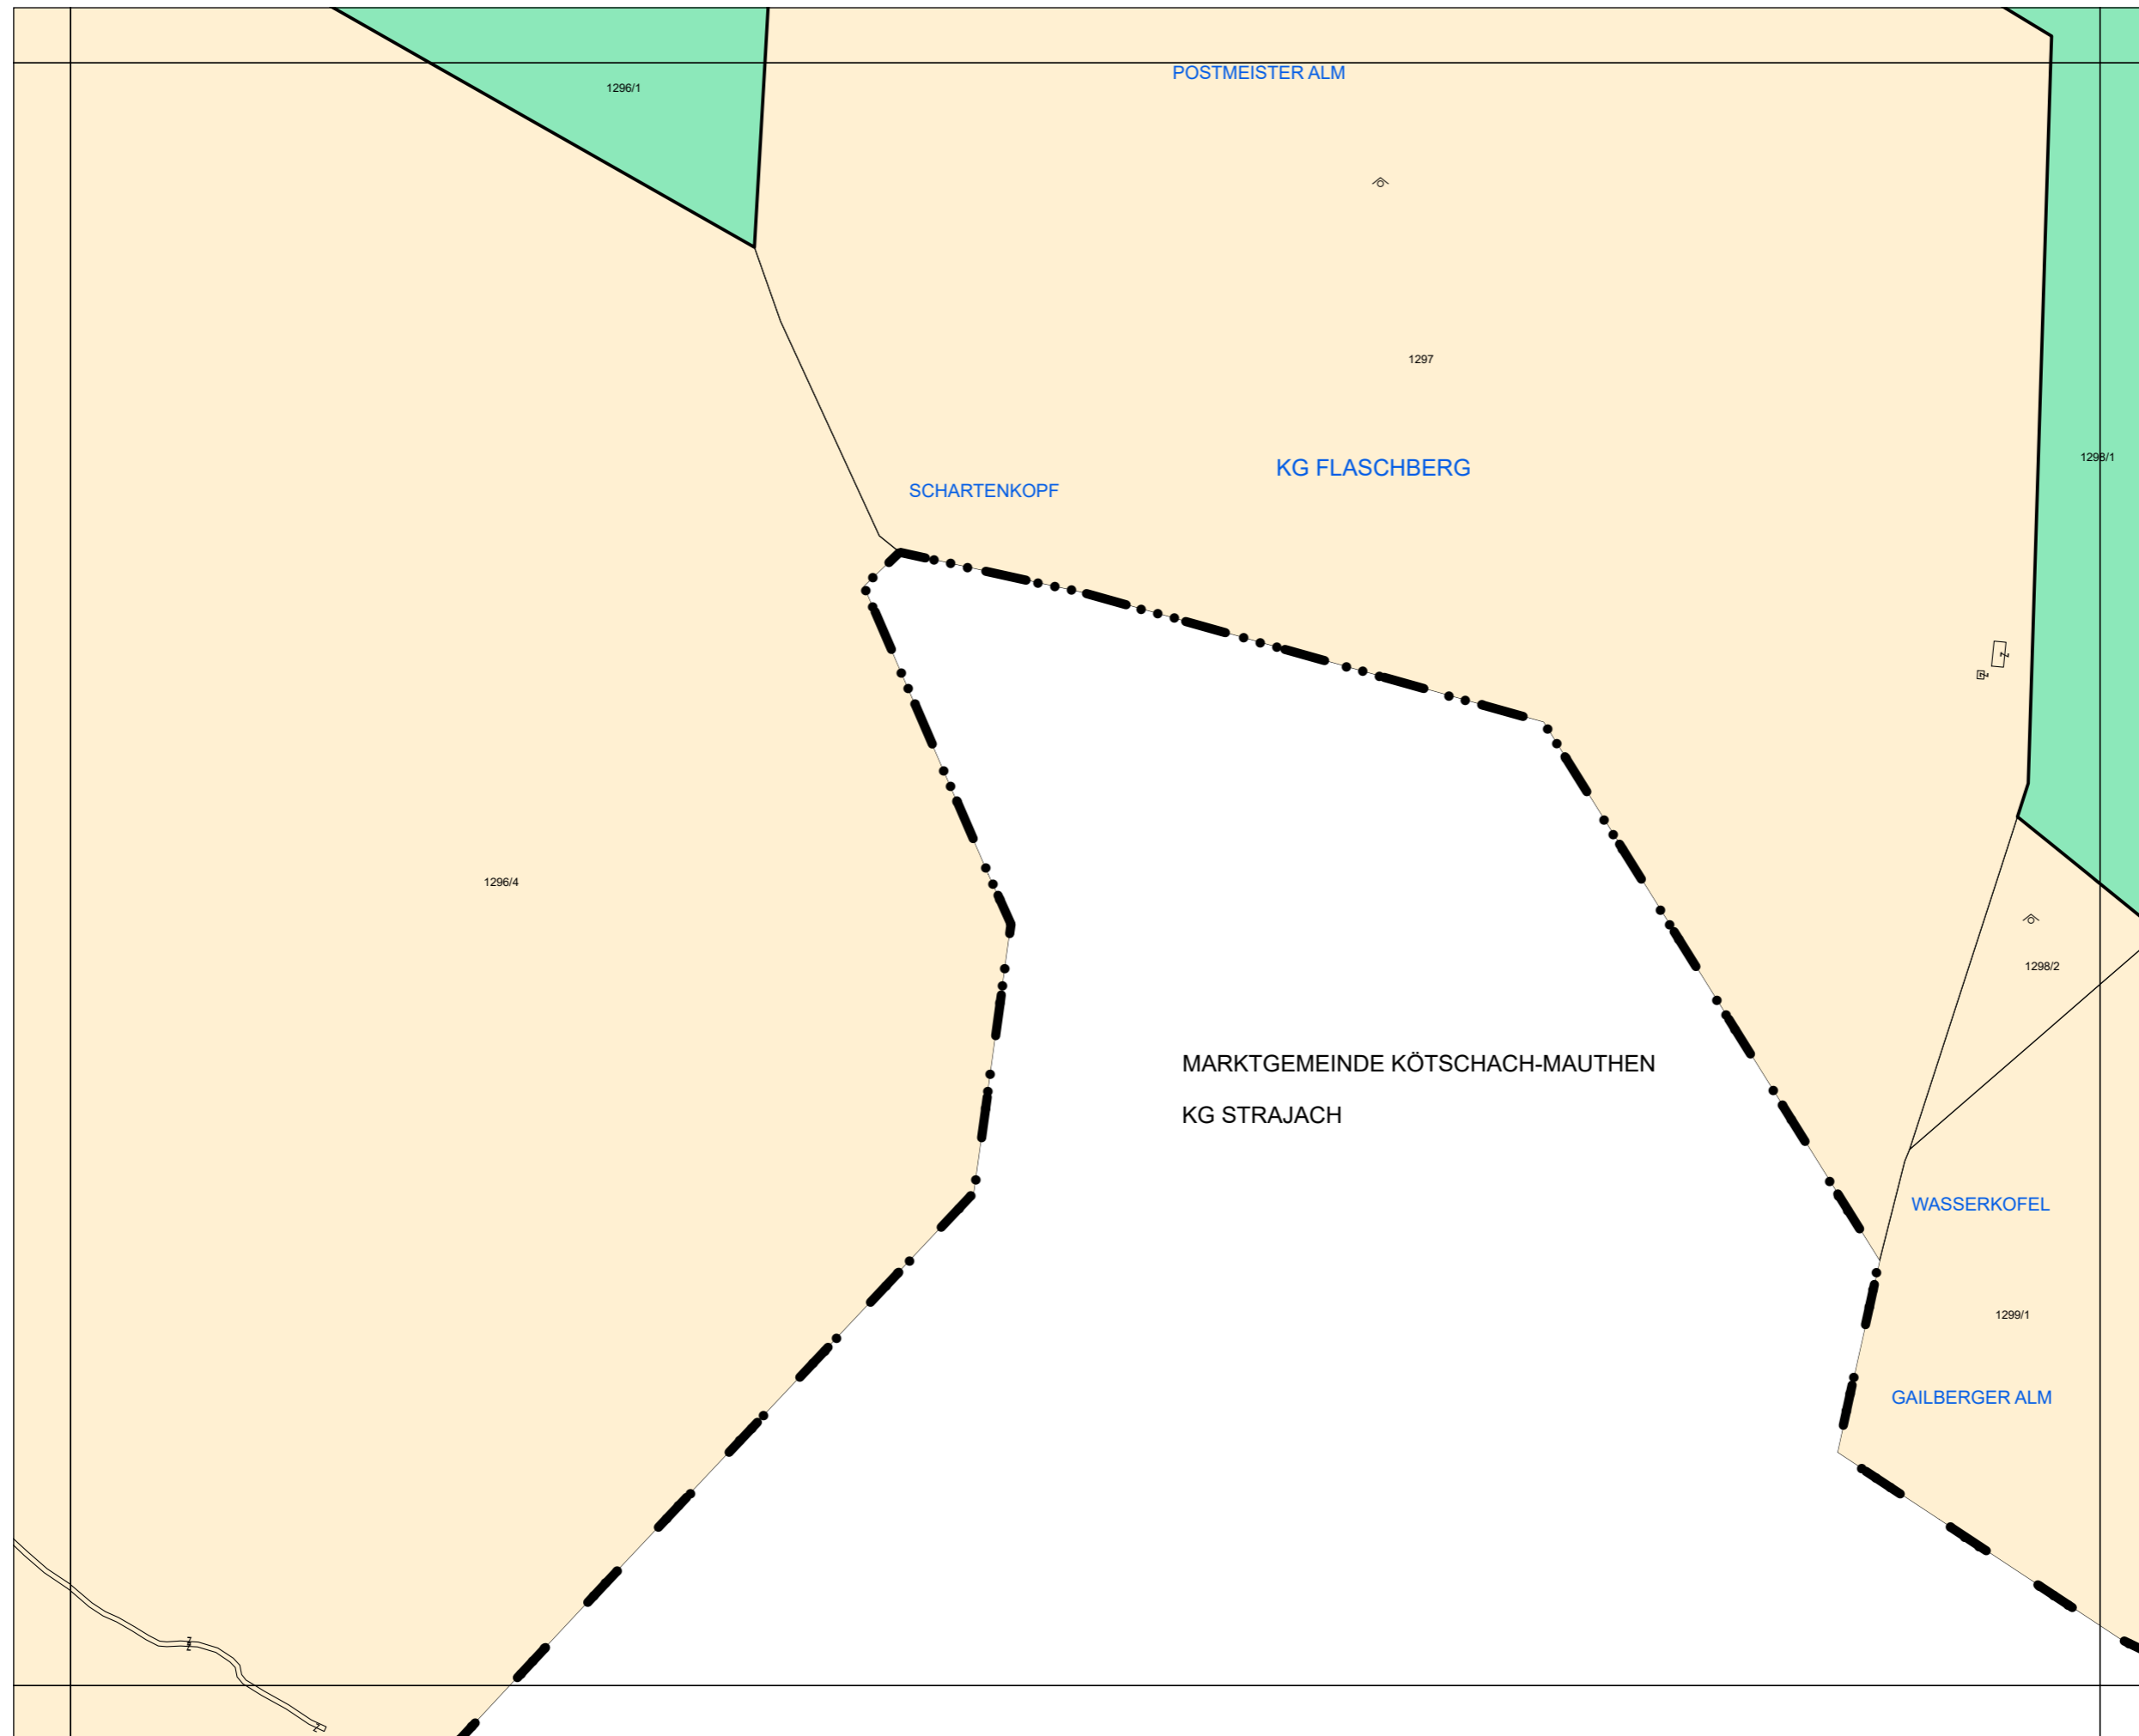 POSTMEISTER ALM
1296/1
1297
1298/1
KG FLASCHBERG
SCHARTENKOPF
1296/4
1298/2
MARKTGEMEINDE KÖTSCHACH-MAUTHEN
KG STRAJACH
WASSERKOFEL
1299/1
GAILBERGER ALM